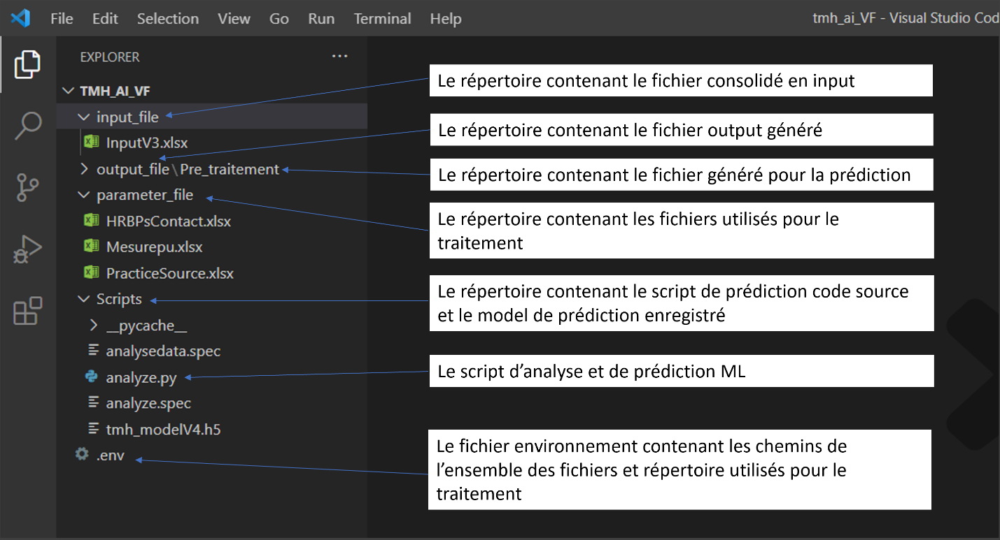 File Edit Selection View Go Run Terminal Help
tmh_ai_VF - Visual Studio Cod
EXPLORER
TMH_AI_VF
input_file
InputV3.xlsx
output_file\Pre_traitement
parameter_file
HRBPsContact.xlsx
Mesurepu.xlsx
PracticeSource.xlsx
Scripts
__pycache__
analysedata.spec
analyze.py
analyze.spec
tmh_modelV4.h5
.env
Le répertoire contenant le fichier consolidé en input
Le répertoire contenant le fichier output généré
Le répertoire contenant le fichier généré pour la prédiction
Le répertoire contenant les fichiers utilisés pour le
traitement
Le répertoire contenant le script de prédiction code source
et le model de prédiction enregistré
Le script d’analyse et de prédiction ML
Le fichier environnement contenant les chemins de
l’ensemble des fichiers et répertoire utilisés pour le
traitement